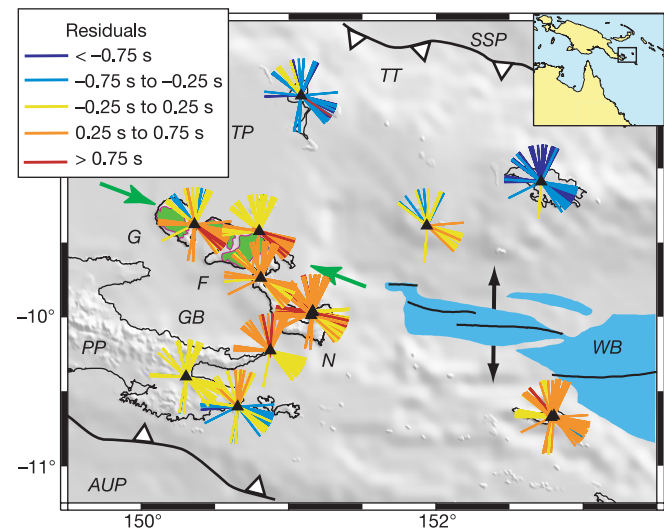 Residuals
< –0.75 s
–0.75 s to –0.25 s
–0.25 s to 0.25 s
0.25 s to 0.75 s
> 0.75 s
SSP
TT
TP
G
F
GB
PP
N
WB
AUP
–10°
–11°
150°
152°